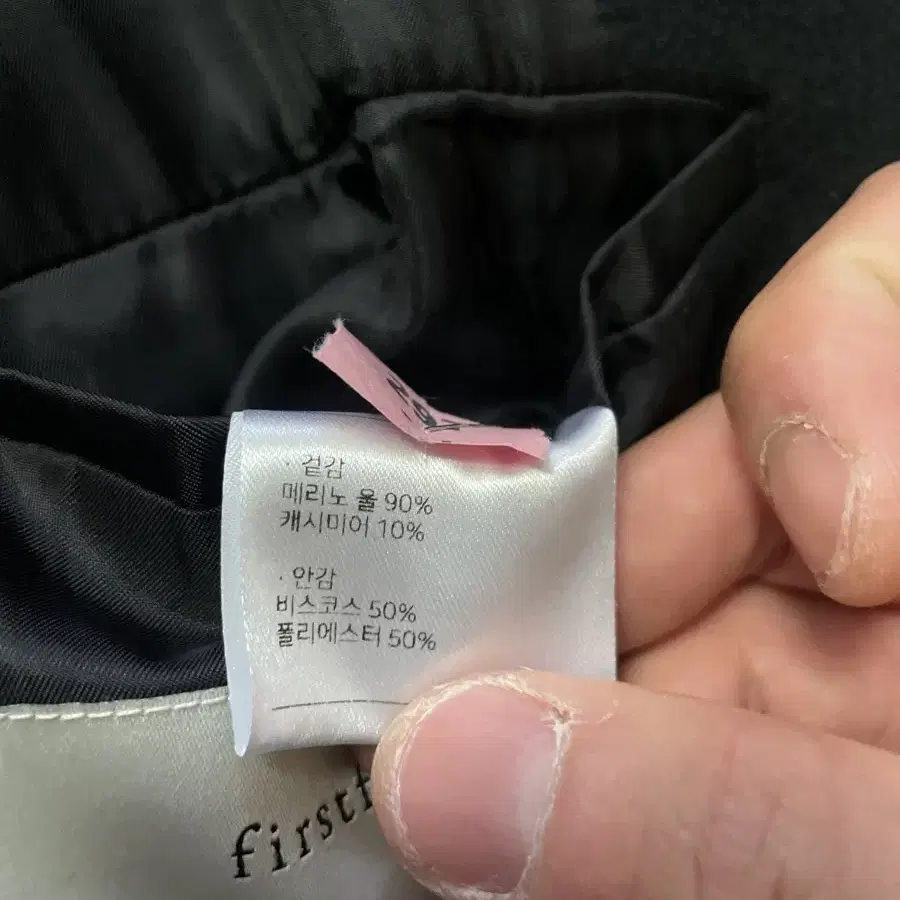 · 겉감
메리노 울 90%
캐시미어 10%
· 안감
비스코스 50%
폴리에스터 50%